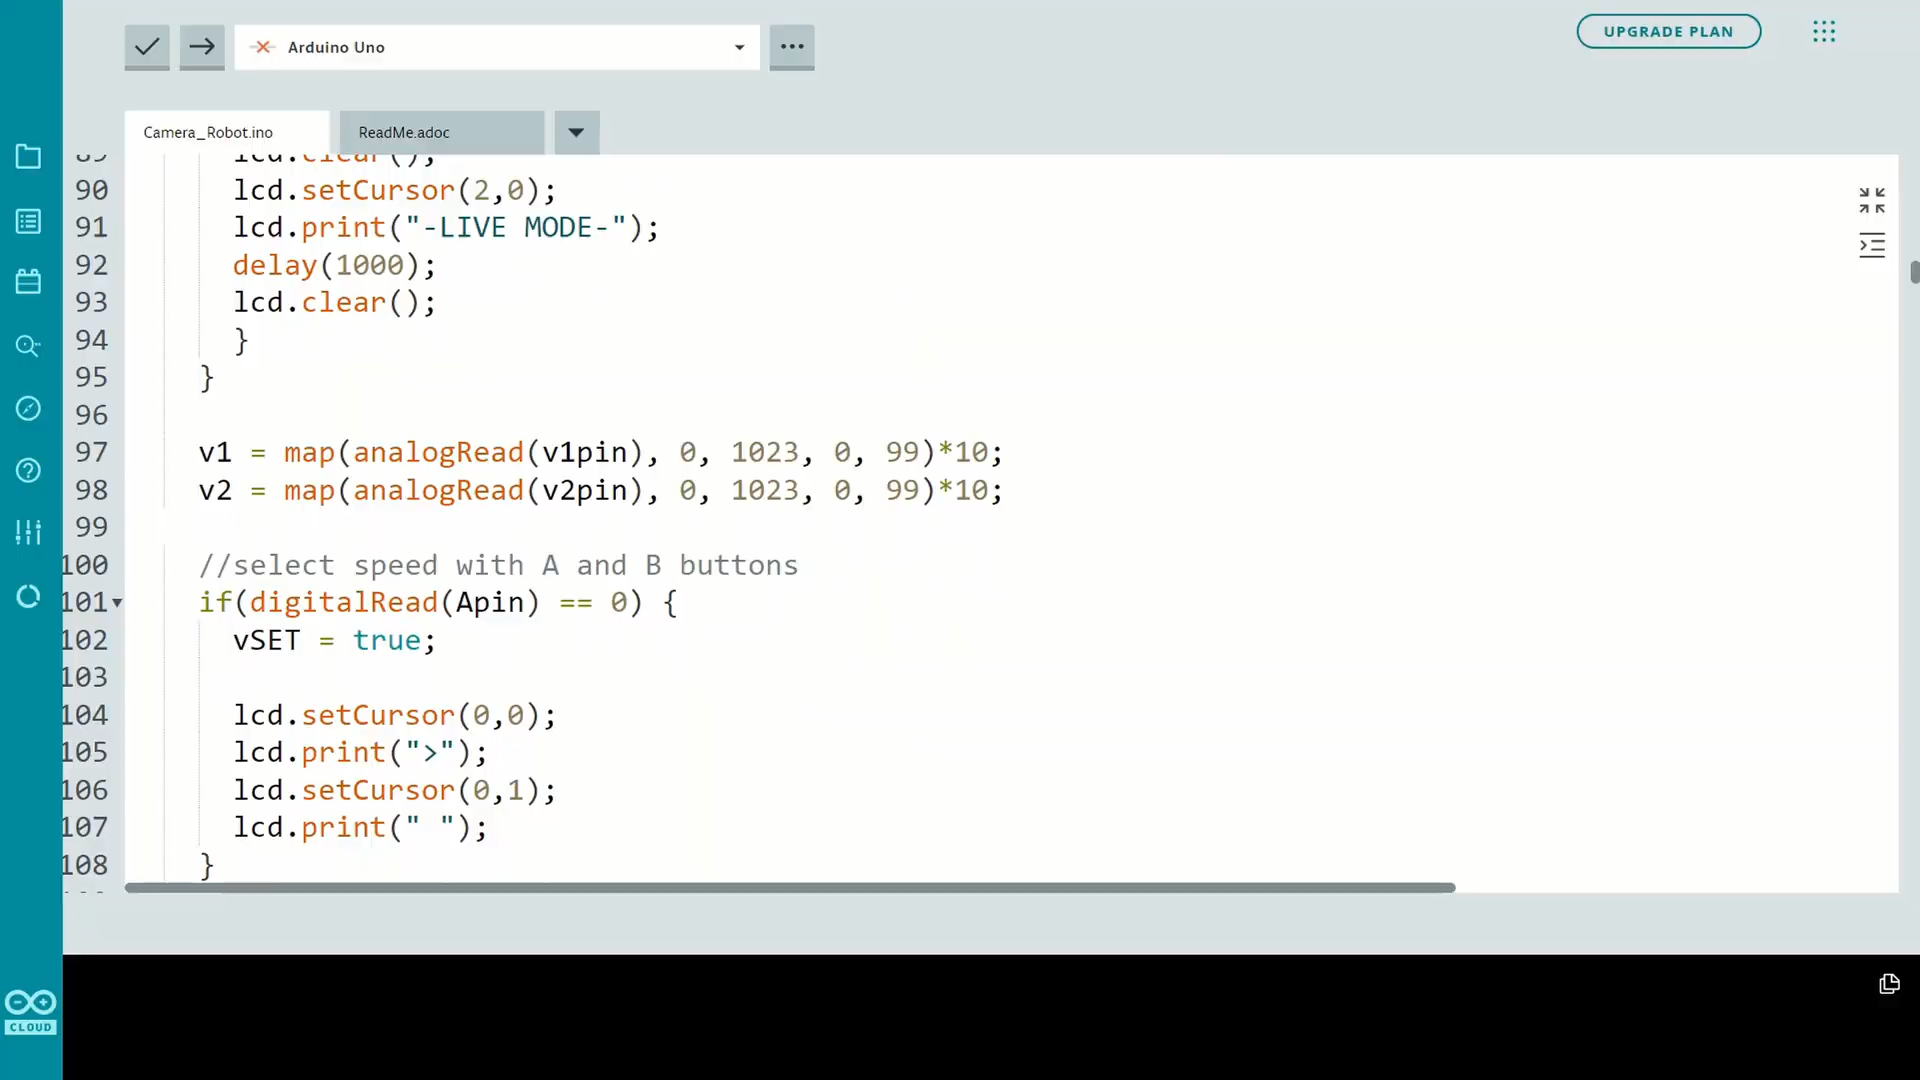 Arduino Uno
UPGRADE PLAN
Camera_Robot.ino
ReadMe.adoc
89 lcd.clear();
90 lcd.setCursor(2,0);
91 lcd.print("-LIVE MODE-");
92 delay(1000);
93 lcd.clear();
94 }
95 }
96
97 v1 = map(analogRead(v1pin), 0, 1023, 0, 99)*10;
98 v2 = map(analogRead(v2pin), 0, 1023, 0, 99)*10;
99
100 //select speed with A and B buttons
101 if(digitalRead(Apin) == 0) {
102 vSET = true;
103
104 lcd.setCursor(0,0);
105 lcd.print(">");
106 lcd.setCursor(0,1);
107 lcd.print(" ");
108 }
CLOUD